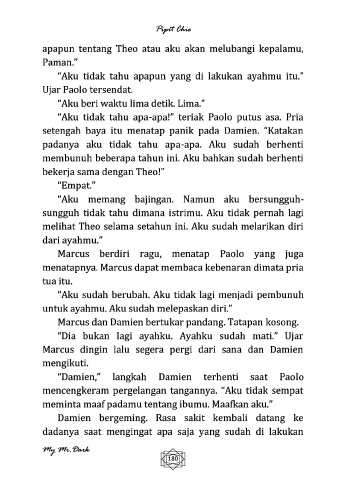 Pipit Chie
apapun tentang Theo atau aku akan melubangi kepalamu,
Paman."
"Aku tidak tahu apapun yang di lakukan ayahmu itu."
Ujar Paolo tersendat.
"Aku beri waktu lima detik. Lima."
"Aku tidak tahu apa-apa!" teriak Paolo putus asa. Pria
setengah baya itu menatap panik pada Damien. "Katakan
padanya aku tidak tahu apa-apa. Aku sudah berhenti
membunuh beberapa tahun ini. Aku bahkan sudah berhenti
bekerja sama dengan Theo!"
"Empat."
"Aku memang bajingan. Namun aku bersungguh-
sungguh tidak tahu dimana istrimu. Aku tidak pernah lagi
melihat Theo selama setahun ini. Aku sudah melarikan diri
dari ayahmu."
Marcus berdiri ragu, menatap Paolo yang juga
menatapnya. Marcus dapat membaca kebenaran dimata pria
tua itu.
"Aku sudah berubah. Aku tidak lagi menjadi pembunuh
untuk ayahmu. Aku sudah melepaskan diri."
Marcus dan Damien bertukar pandang. Tatapan kosong.
"Dia bukan lagi ayahku. Ayahku sudah mati." Ujar
Marcus dingin lalu segera pergi dari sana dan Damien
mengikuti.
"Damien," langkah Damien terhenti saat Paolo
mencengkeram pergelangan tangannya. "Aku tidak sempat
meminta maaf padamu tentang ibumu. Maafkan aku."
Damien bergeming. Rasa sakit kembali datang ke
dadanya saat mengingat apa saja yang sudah di lakukan
My Mr.Dark
180